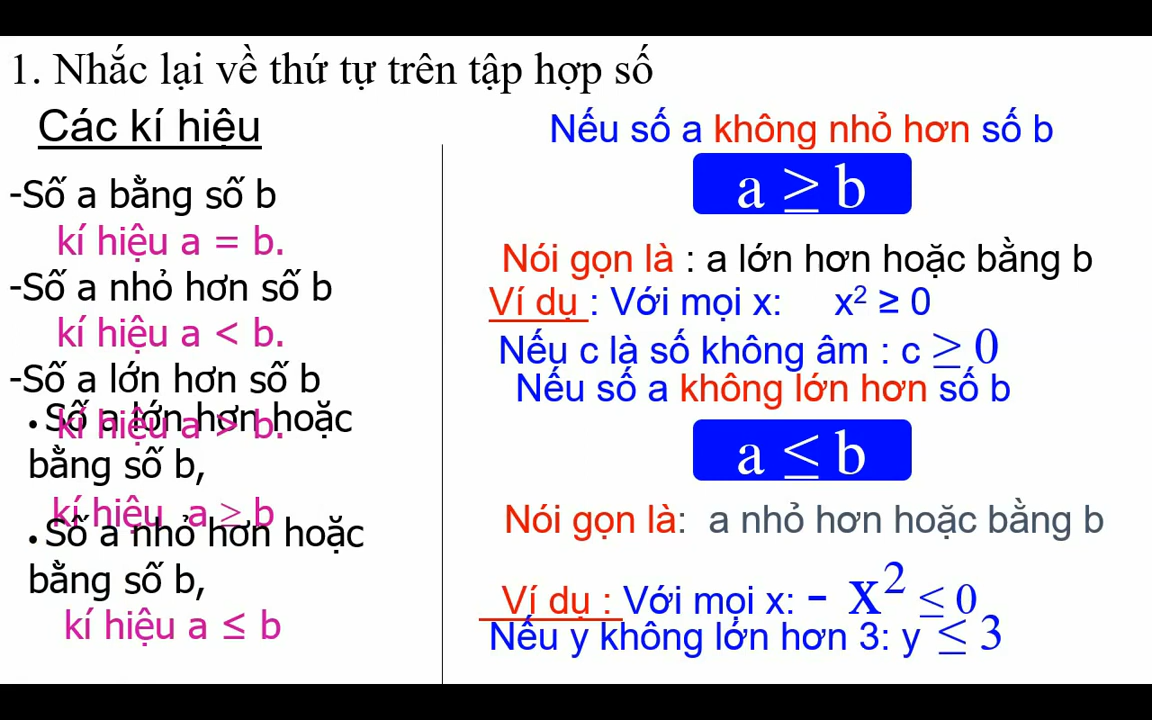 1. Nhắc lại về thứ tự trên tập hợp số
Các kí hiệu
-Số a bằng số b
kí hiệu a = b.
-Số a nhỏ hơn số b
kí hiệu a < b.
-Số a lớn hơn số b
kí hiệu a > b.
• Số a lớn hơn hoặc
bằng số b,
kí hiệu a ≥ b
• Số a nhỏ hơn hoặc
bằng số b,
kí hiệu a ≤ b
Nếu số a không nhỏ hơn số b
a ≥ b
Nói gọn là : a lớn hơn hoặc bằng b
Ví dụ : Với mọi x: x² ≥ 0
Nếu c là số không âm : c ≥ 0
Nếu số a không lớn hơn số b
a ≤ b
Nói gọn là: a nhỏ hơn hoặc bằng b
Ví dụ : Với mọi x: - x² ≤ 0
Nếu y không lớn hơn 3: y ≤ 3